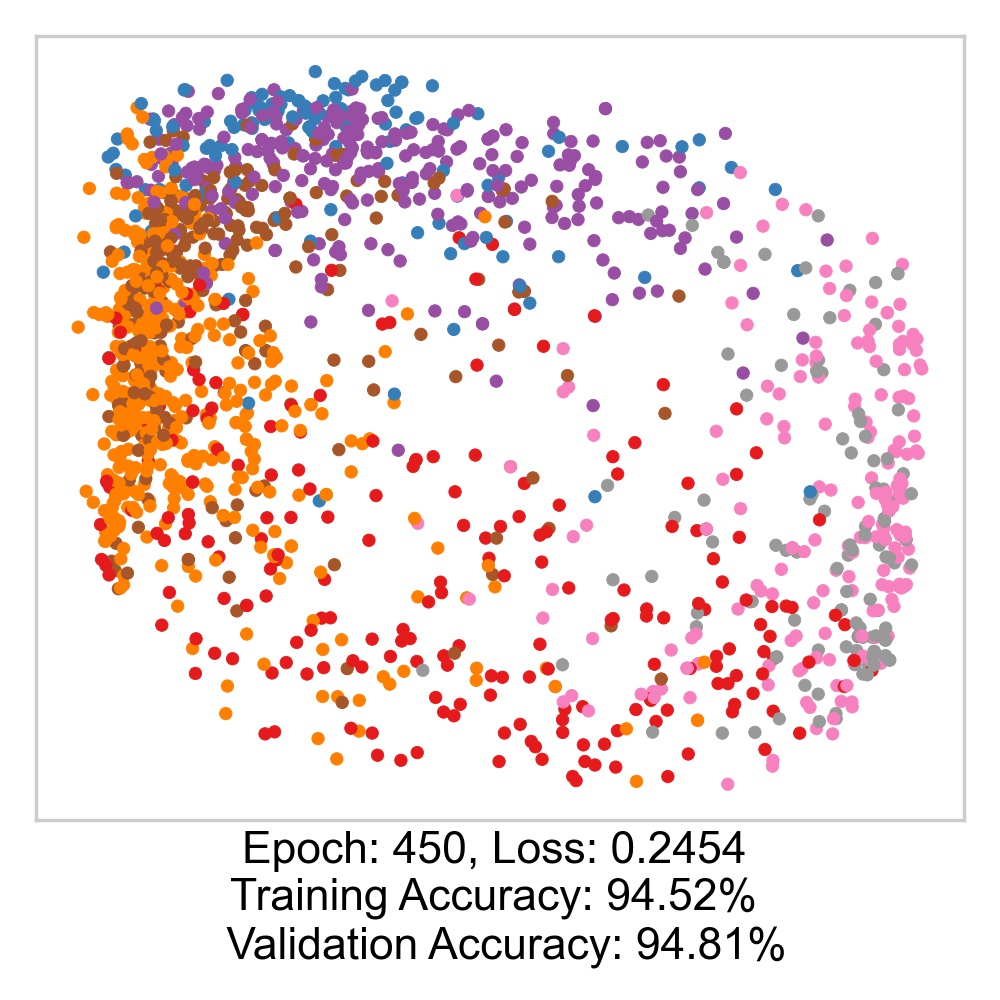 Epoch: 450, Loss: 0.2454
Training Accuracy: 94.52%
Validation Accuracy: 94.81%